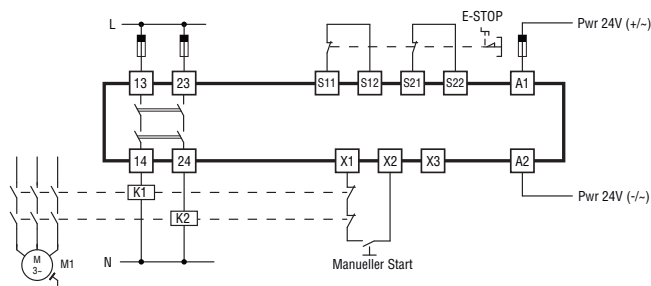 E-STOP
L
Pwr 24V (+/~)
13 23 S11 S12 S21 S22 A1
14 24 X1 X2 X3 A2
K1
Pwr 24V (-/~)
K2
M
3~
M1
N
Manueller Start